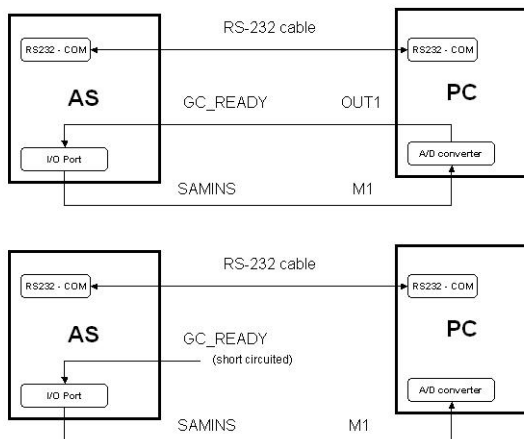 RS-232 cable
RS232 - COM
RS232 - COM
AS
PC
GC_READY OUT1
I/O Port
A/D converter
SAMINS M1
RS-232 cable
RS232 - COM
RS232 - COM
AS
PC
GC_READY
(short circuited)
I/O Port
A/D converter
SAMINS M1